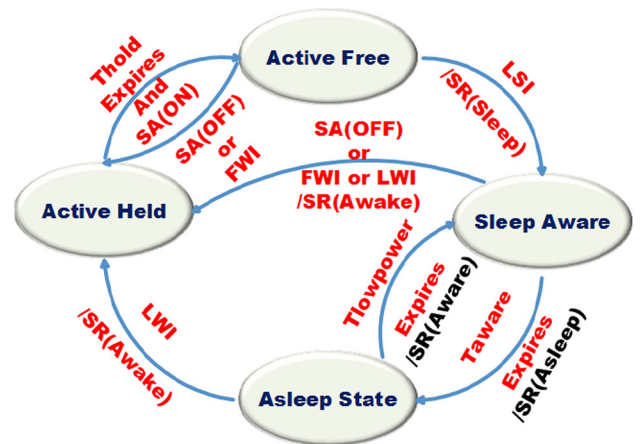 Active Free
Thold
Expires
And
SA(ON)
SA(OFF)
or
FWI
LSI
/SR(Sleep)
SA(OFF)
or
FWI or LWI
/SR(Awake)
Active Held
Sleep Aware
Tlowpower
Expires
/SR(Aware)
Taware
Expires
/SR(Asleep)
LWI
/SR(Awake)
Asleep State